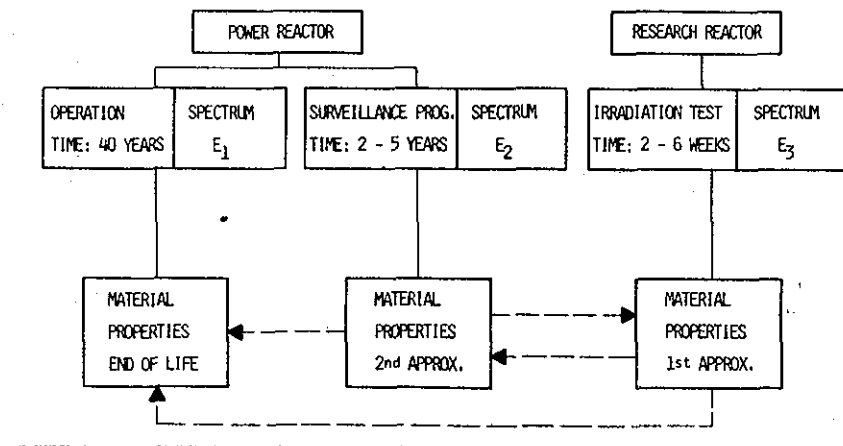 POWER REACTOR
RESEARCH REACTOR
OPERATION
TIME: 40 YEARS
SPECTRUM
E1
SURVEILLANCE PROG.
TIME: 2 - 5 YEARS
SPECTRUM
E2
IRRADIATION TEST
TIME: 2 - 6 WEEKS
SPECTRUM
E3
MATERIAL
PROPERTIES
END OF LIFE
MATERIAL
PROPERTIES
2nd APPROX.
MATERIAL
PROPERTIES
1st APPROX.